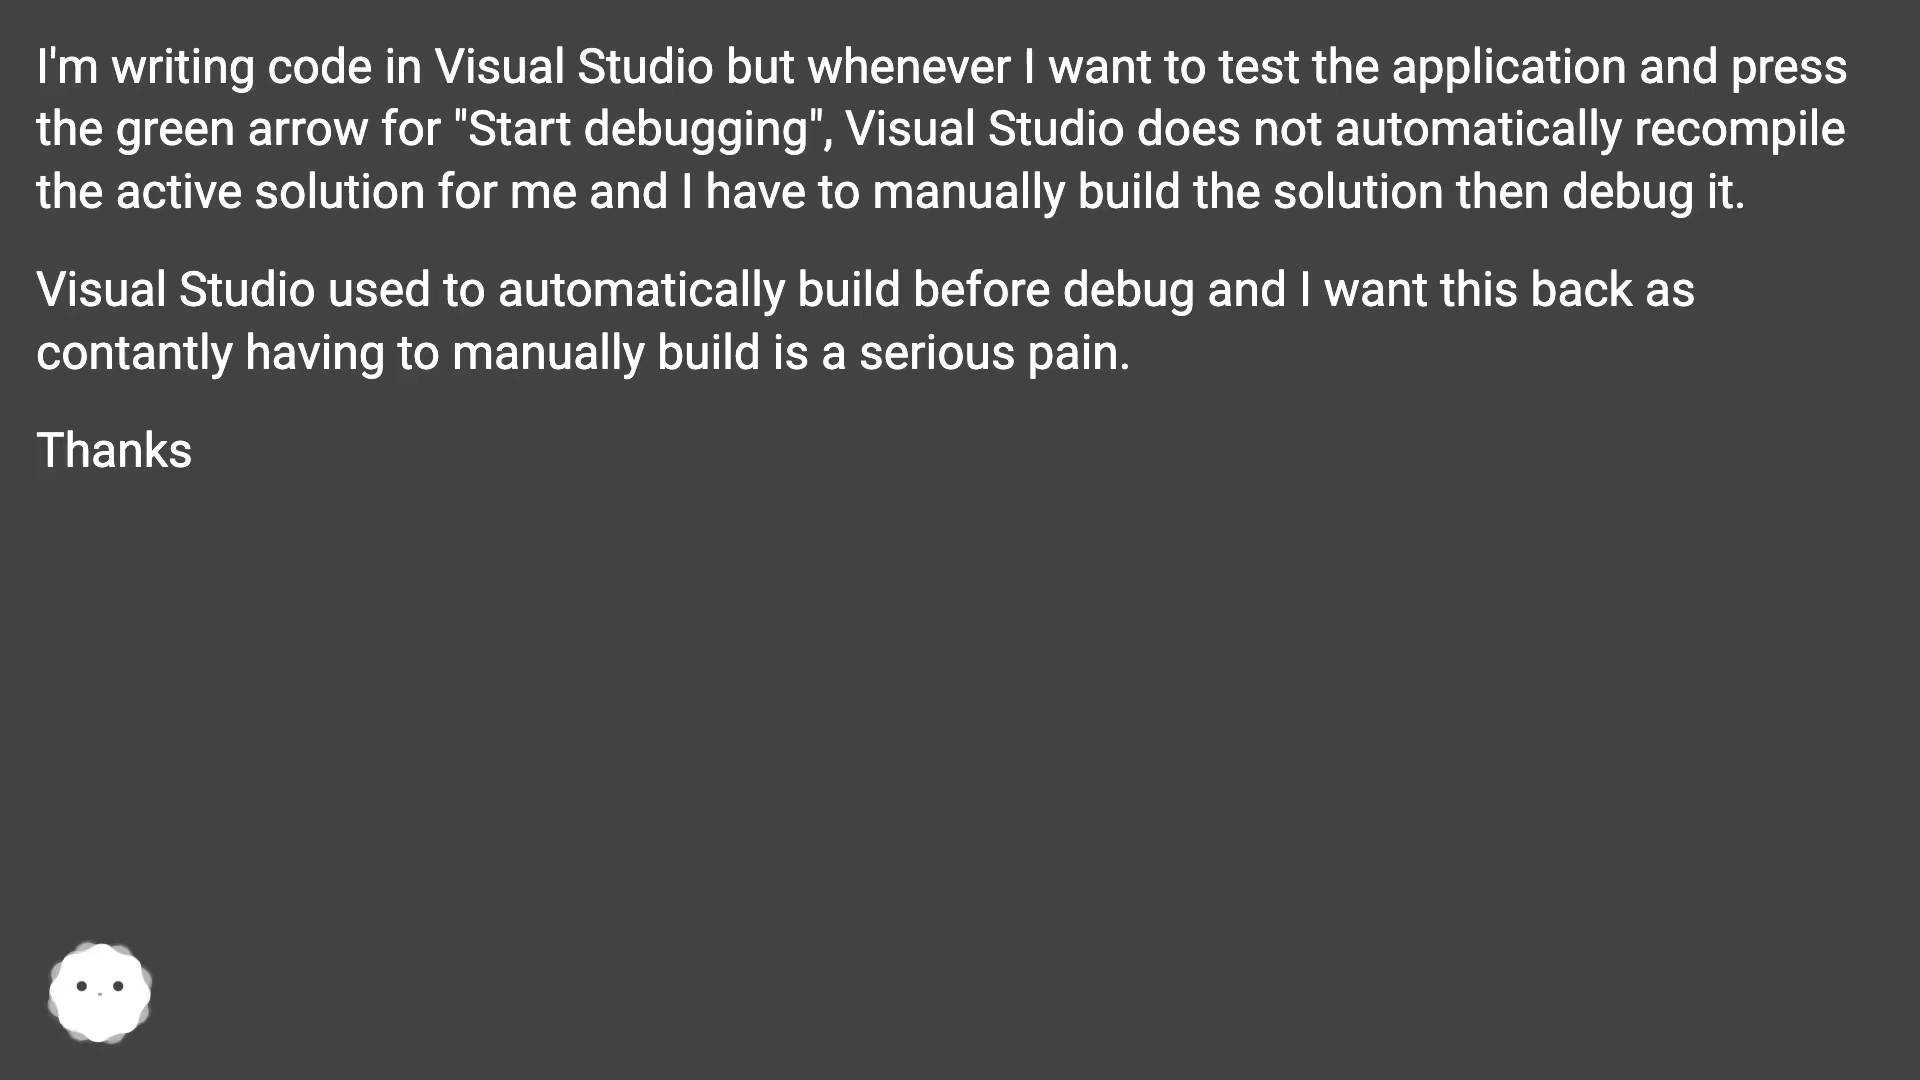 I'm writing code in Visual Studio but whenever I want to test the application and press
the green arrow for "Start debugging", Visual Studio does not automatically recompile
the active solution for me and I have to manually build the solution then debug it.
Visual Studio used to automatically build before debug and I want this back as
contantly having to manually build is a serious pain.
Thanks